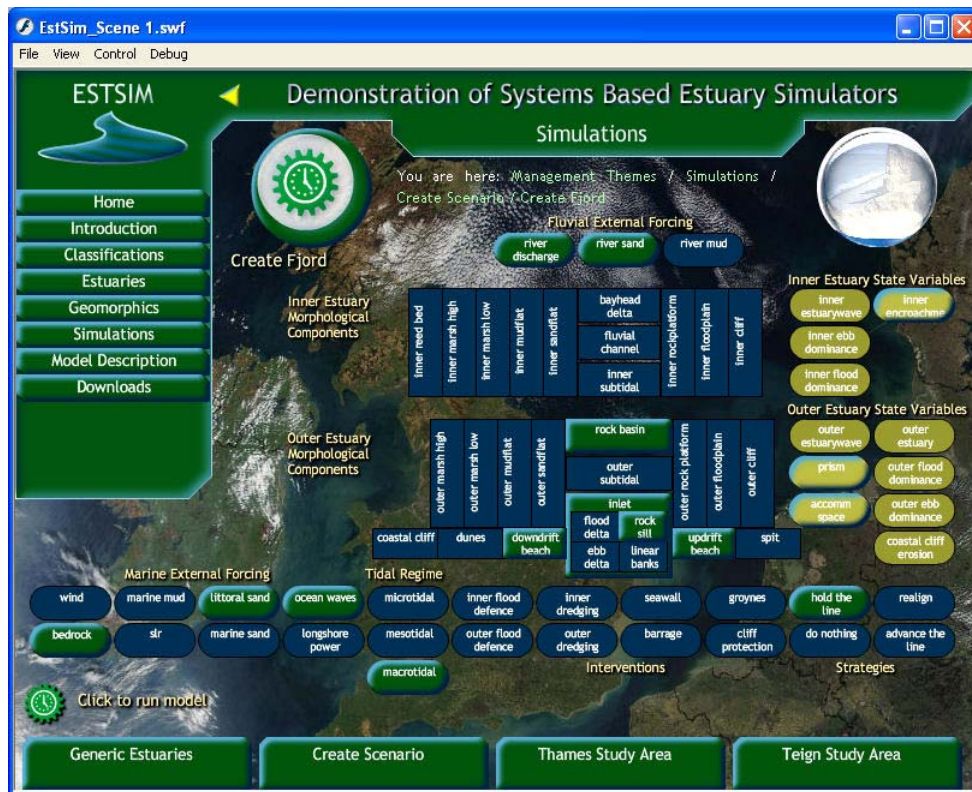 EstSim_Scene 1.swf
File View Control Debug
ESTSIM
Demonstration of Systems Based Estuary Simulators
Simulations
You are here: Management Themes / Simulations /
Create Scenario / Create Fjord
Home
Introduction
Classifications
Estuaries
Geomorphics
Simulations
Model Description
Downloads
Create Fjord
Fluvial External Forcing
river
discharge
river sand
river mud
Inner Estuary
Morphological
Components
inner reed bed
inner marsh high
inner marsh low
inner mudflat
inner sandflat
bayhead
delta
fluvial
channel
inner
subtidal
inner rockplatform
inner floodplain
inner cliff
Inner Estuary State Variables
inner
estuarywave
inner
encroachme
inner ebb
dominance
inner flood
dominance
Outer Estuary
Morphological
Components
outer marsh high
outer marsh low
outer mudflat
outer sandflat
rock basin
outer
subtidal
inlet
flood
delta
rock
sill
ebb
delta
linear
banks
outer rock platform
outer floodplain
outer cliff
coastal cliff
dunes
downdrift
beach
updrift
beach
spit
Outer Estuary State Variables
outer
estuarywave
outer
estuary
prism
outer flood
dominance
accomm
space
outer ebb
dominance
coastal cliff
erosion
Marine External Forcing
Tidal Regime
wind
marine mud
littoral sand
ocean waves
microtidal
inner flood
defence
inner
dredging
seawall
groynes
hold the
line
realign
bedrock
slr
marine sand
longshore
power
mesotidal
outer flood
defence
outer
dredging
barrage
cliff
protection
do nothing
advance the
line
macrotidal
Interventions
Strategies
Click to run model
Generic Estuaries
Create Scenario
Thames Study Area
Teign Study Area